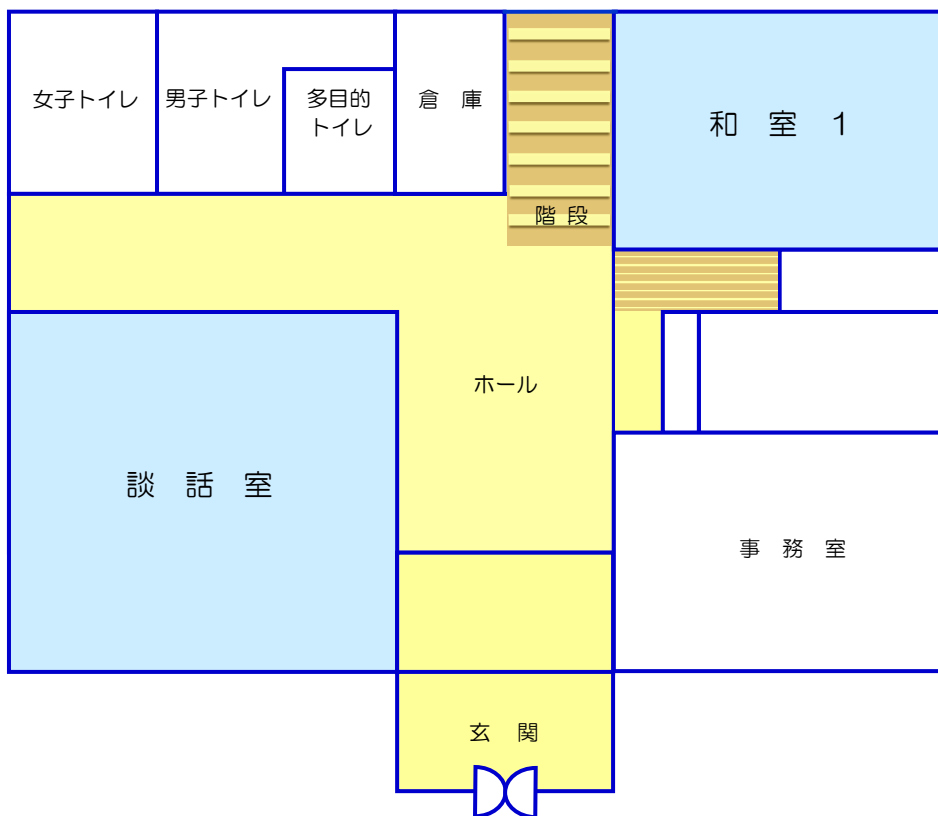 女子トイレ
男子トイレ
多目的
トイレ
倉 庫
和 室 1
階 段
ホール
談 話 室
事 務 室
玄 関